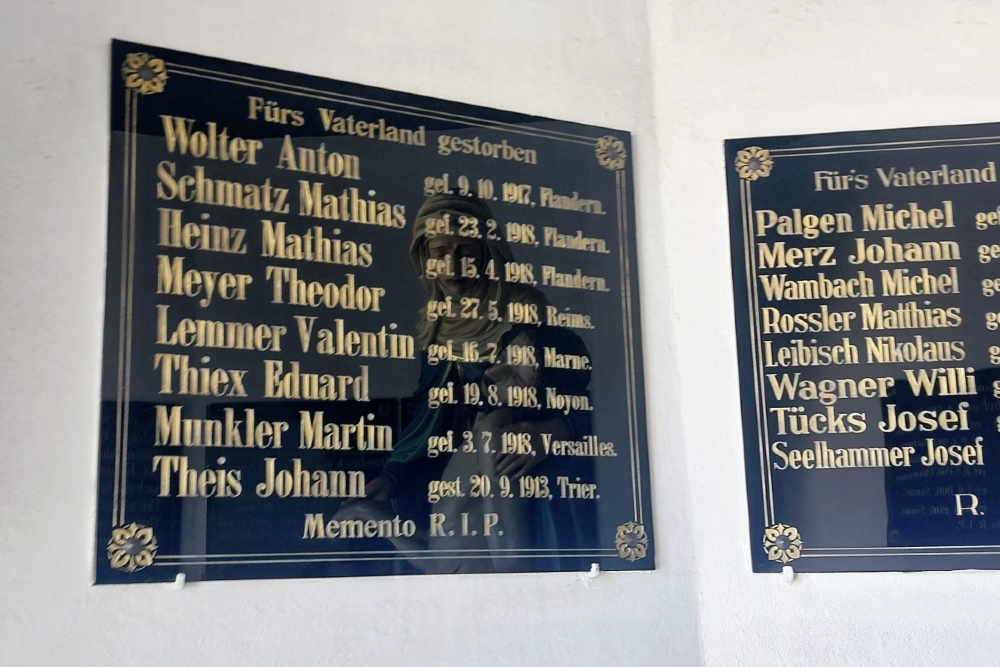 Fürs Vaterland gestorben
Wolter Anton gef. 9. 10. 1917, Flandern.
Schmatz Mathias gef. 23. 2. 1918, Flandern.
Heinz Mathias gef. 15. 4. 1918, Flandern.
Meyer Theodor gef. 27. 5. 1918, Reims.
Lemmer Valentin gef. 16. 7. 1918, Marne.
Thiex Eduard gef. 19. 8. 1918, Noyon.
Munkler Martin gef. 3. 7. 1918, Versailles.
Theis Johann gest. 20. 9. 1913, Trier.
Memento R. I. P.
Fürs Vaterland
Palgen Michel
Merz Johann
Wambach Michel
Rossler Matthias
Leibisch Nikolaus
Wagner Willi
Tücks Josef
Seelhammer Josef
R.